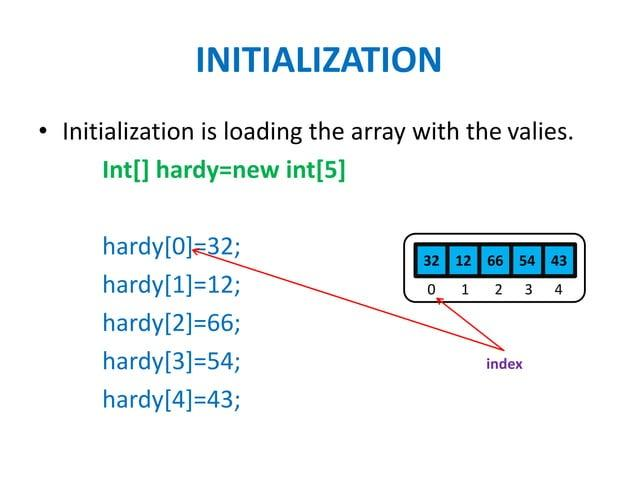 INITIALIZATION
• Initialization is loading the array with the valies.
Int[] hardy=new int[5]
hardy[0]=32;
hardy[1]=12;
hardy[2]=66;
hardy[3]=54;
hardy[4]=43;
32 12 66 54 43
0 1 2 3 4
index